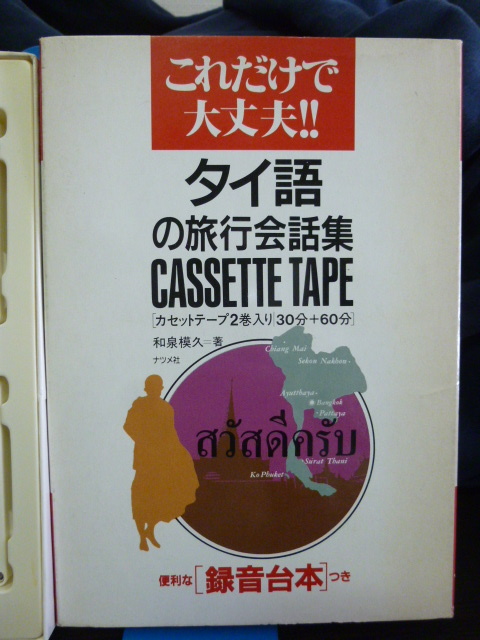 これだけで
大丈夫!!
タイ語
の旅行会話集
CASSETTE TAPE
[カセットテープ2巻入り|30分+60分]
和泉模久=著
ナツメ社
Chiang Mai
Sakon Nakhon
Ayutthaya
Bangkok
Pattaya
สวัสดีครับ
Surat Thani
Ko Phuket
便利な[録音台本]つき